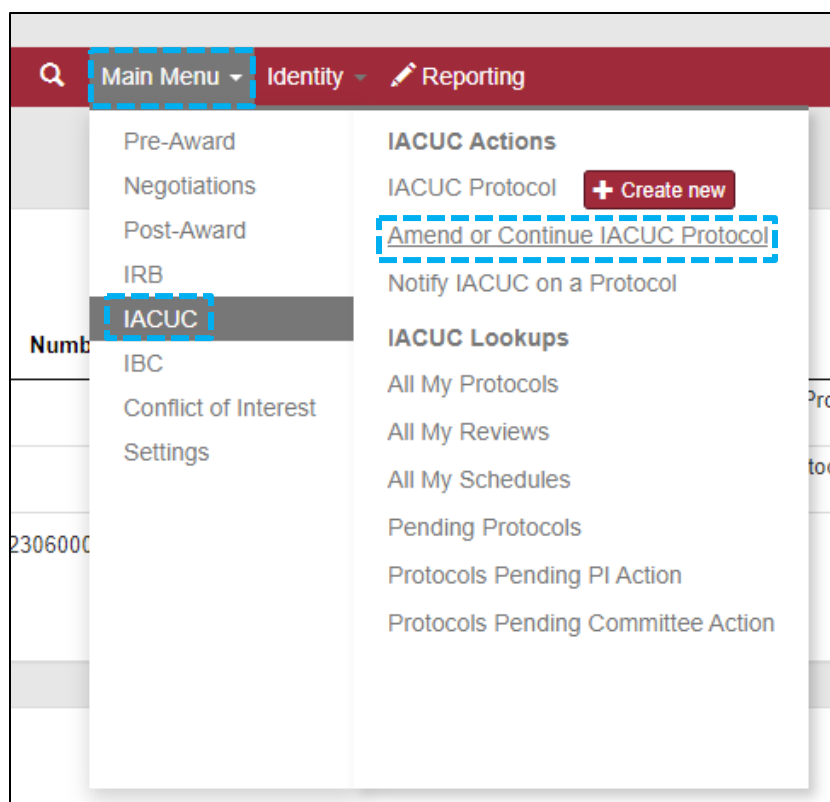 Main Menu Identity Reporting
Pre-Award
Negotiations
Post-Award
IRB
IACUC
IBC
Conflict of Interest
Settings
IACUC Actions
IACUC Protocol + Create new
Amend or Continue IACUC Protocol
Notify IACUC on a Protocol
IACUC Lookups
All My Protocols
All My Reviews
All My Schedules
Pending Protocols
Protocols Pending PI Action
Protocols Pending Committee Action
Numb
2306000